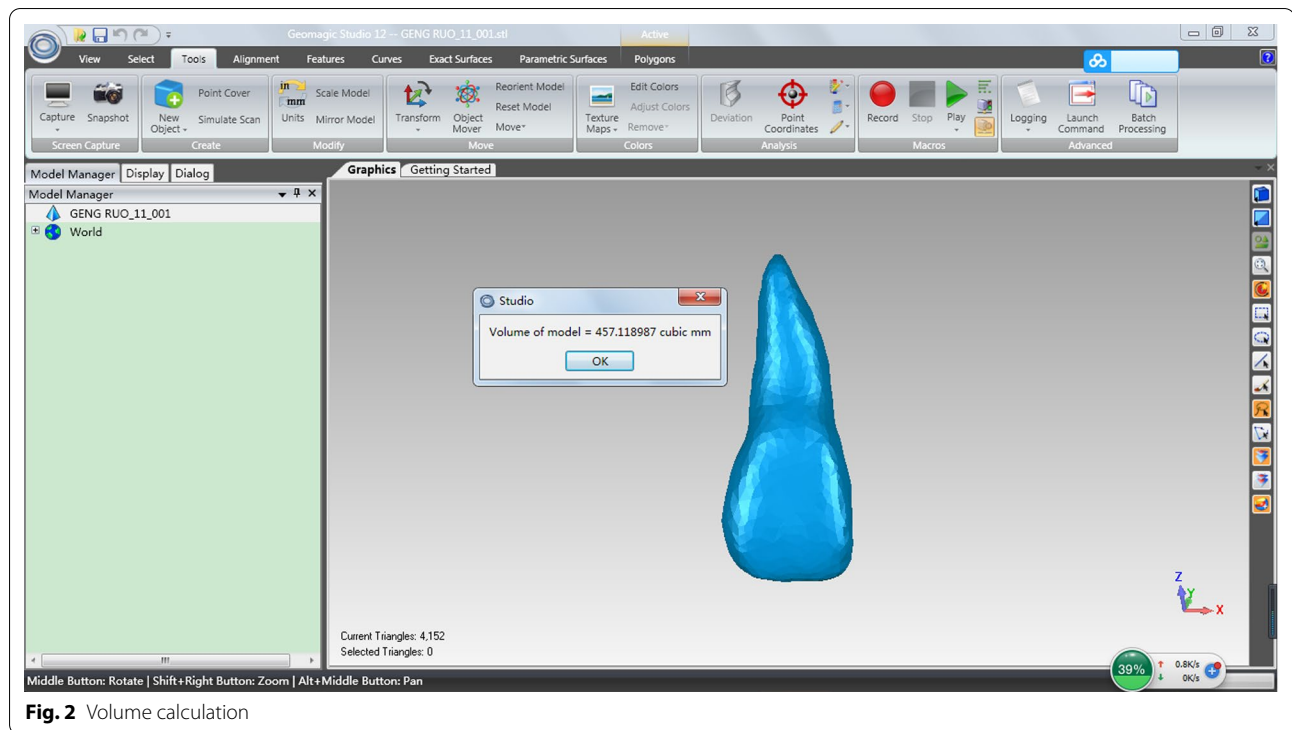 Geomagic Studio 12 -- GENG RUO_11_001.stl
Active
View Select Tools Alignment Features Curves Exact Surfaces Parametric Surfaces Polygons
Capture
Snapshot
Screen Capture
New Object
Point Cover
Simulate Scan
Create
in mm
Units
Scale Model
Mirror Model
Modify
Transform
Object Mover
Reorient Model
Reset Model
Move
Move
Texture Maps
Edit Colors
Adjust Colors
Remove
Colors
Deviation
Point Coordinates
Analysis
Record
Stop
Play
Macros
Logging
Launch Command
Batch Processing
Advanced
Model Manager Display Dialog
Graphics Getting Started
Model Manager
GENG RUO_11_001
World
Studio
Volume of model = 457.118987 cubic mm
OK
Z
Y
X
Current Triangles: 4,152
Selected Triangles: 0
39%
0.8K/s
0K/s
Middle Button: Rotate | Shift+Right Button: Zoom | Alt+Middle Button: Pan
Fig. 2 Volume calculation